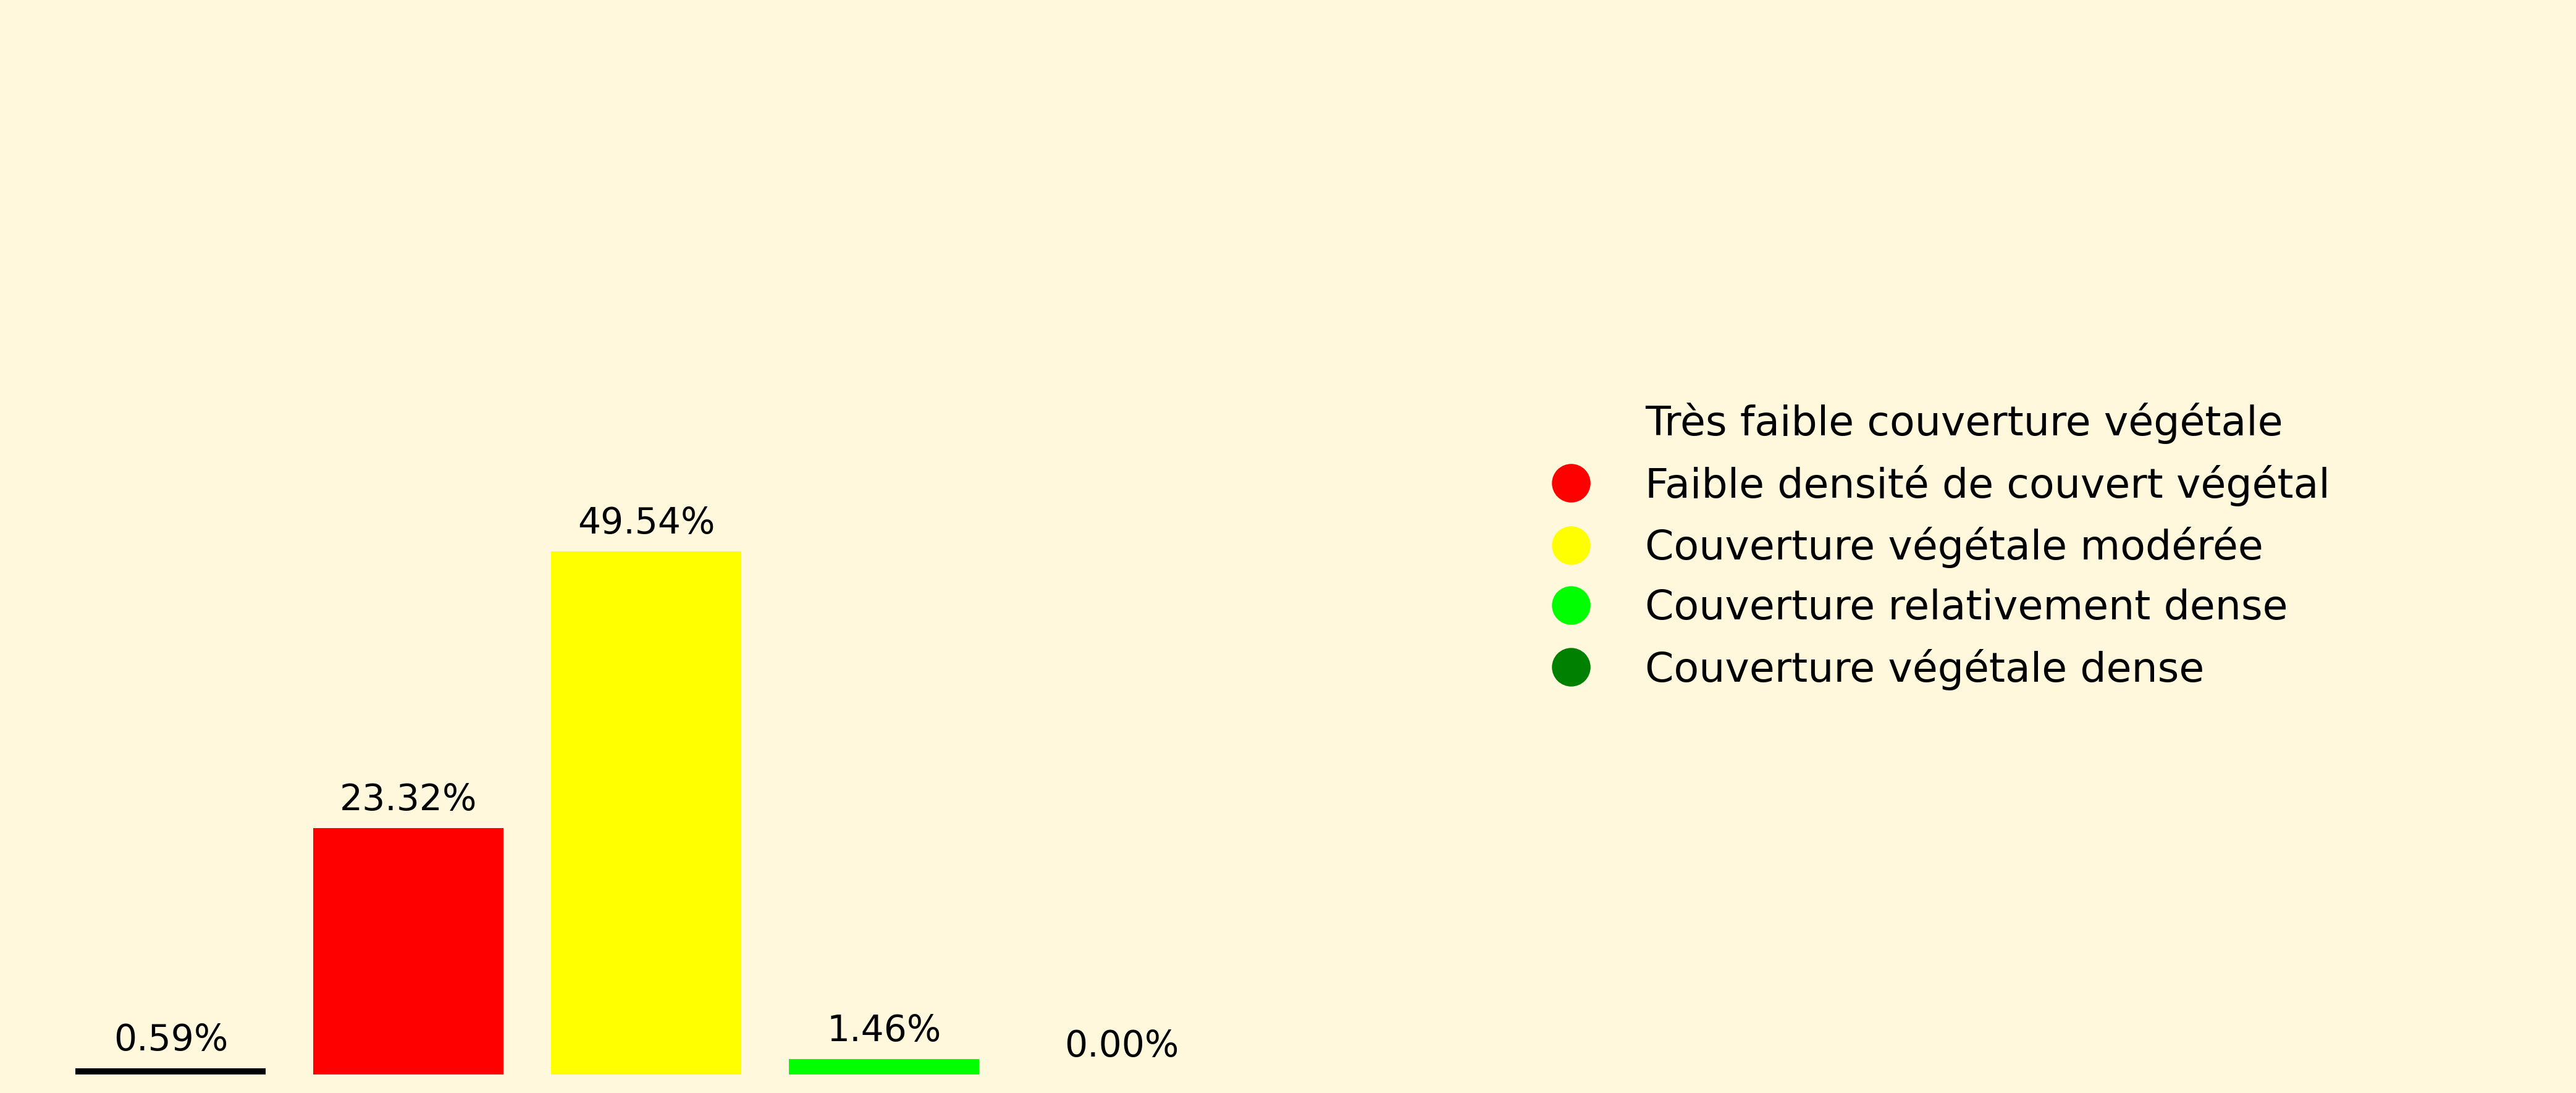 Très faible couverture végétale
Faible densité de couvert végétal
49.54%
Couverture végétale modérée
Couverture relativement dense
Couverture végétale dense
23.32%
0.59%
1.46%
0.00%